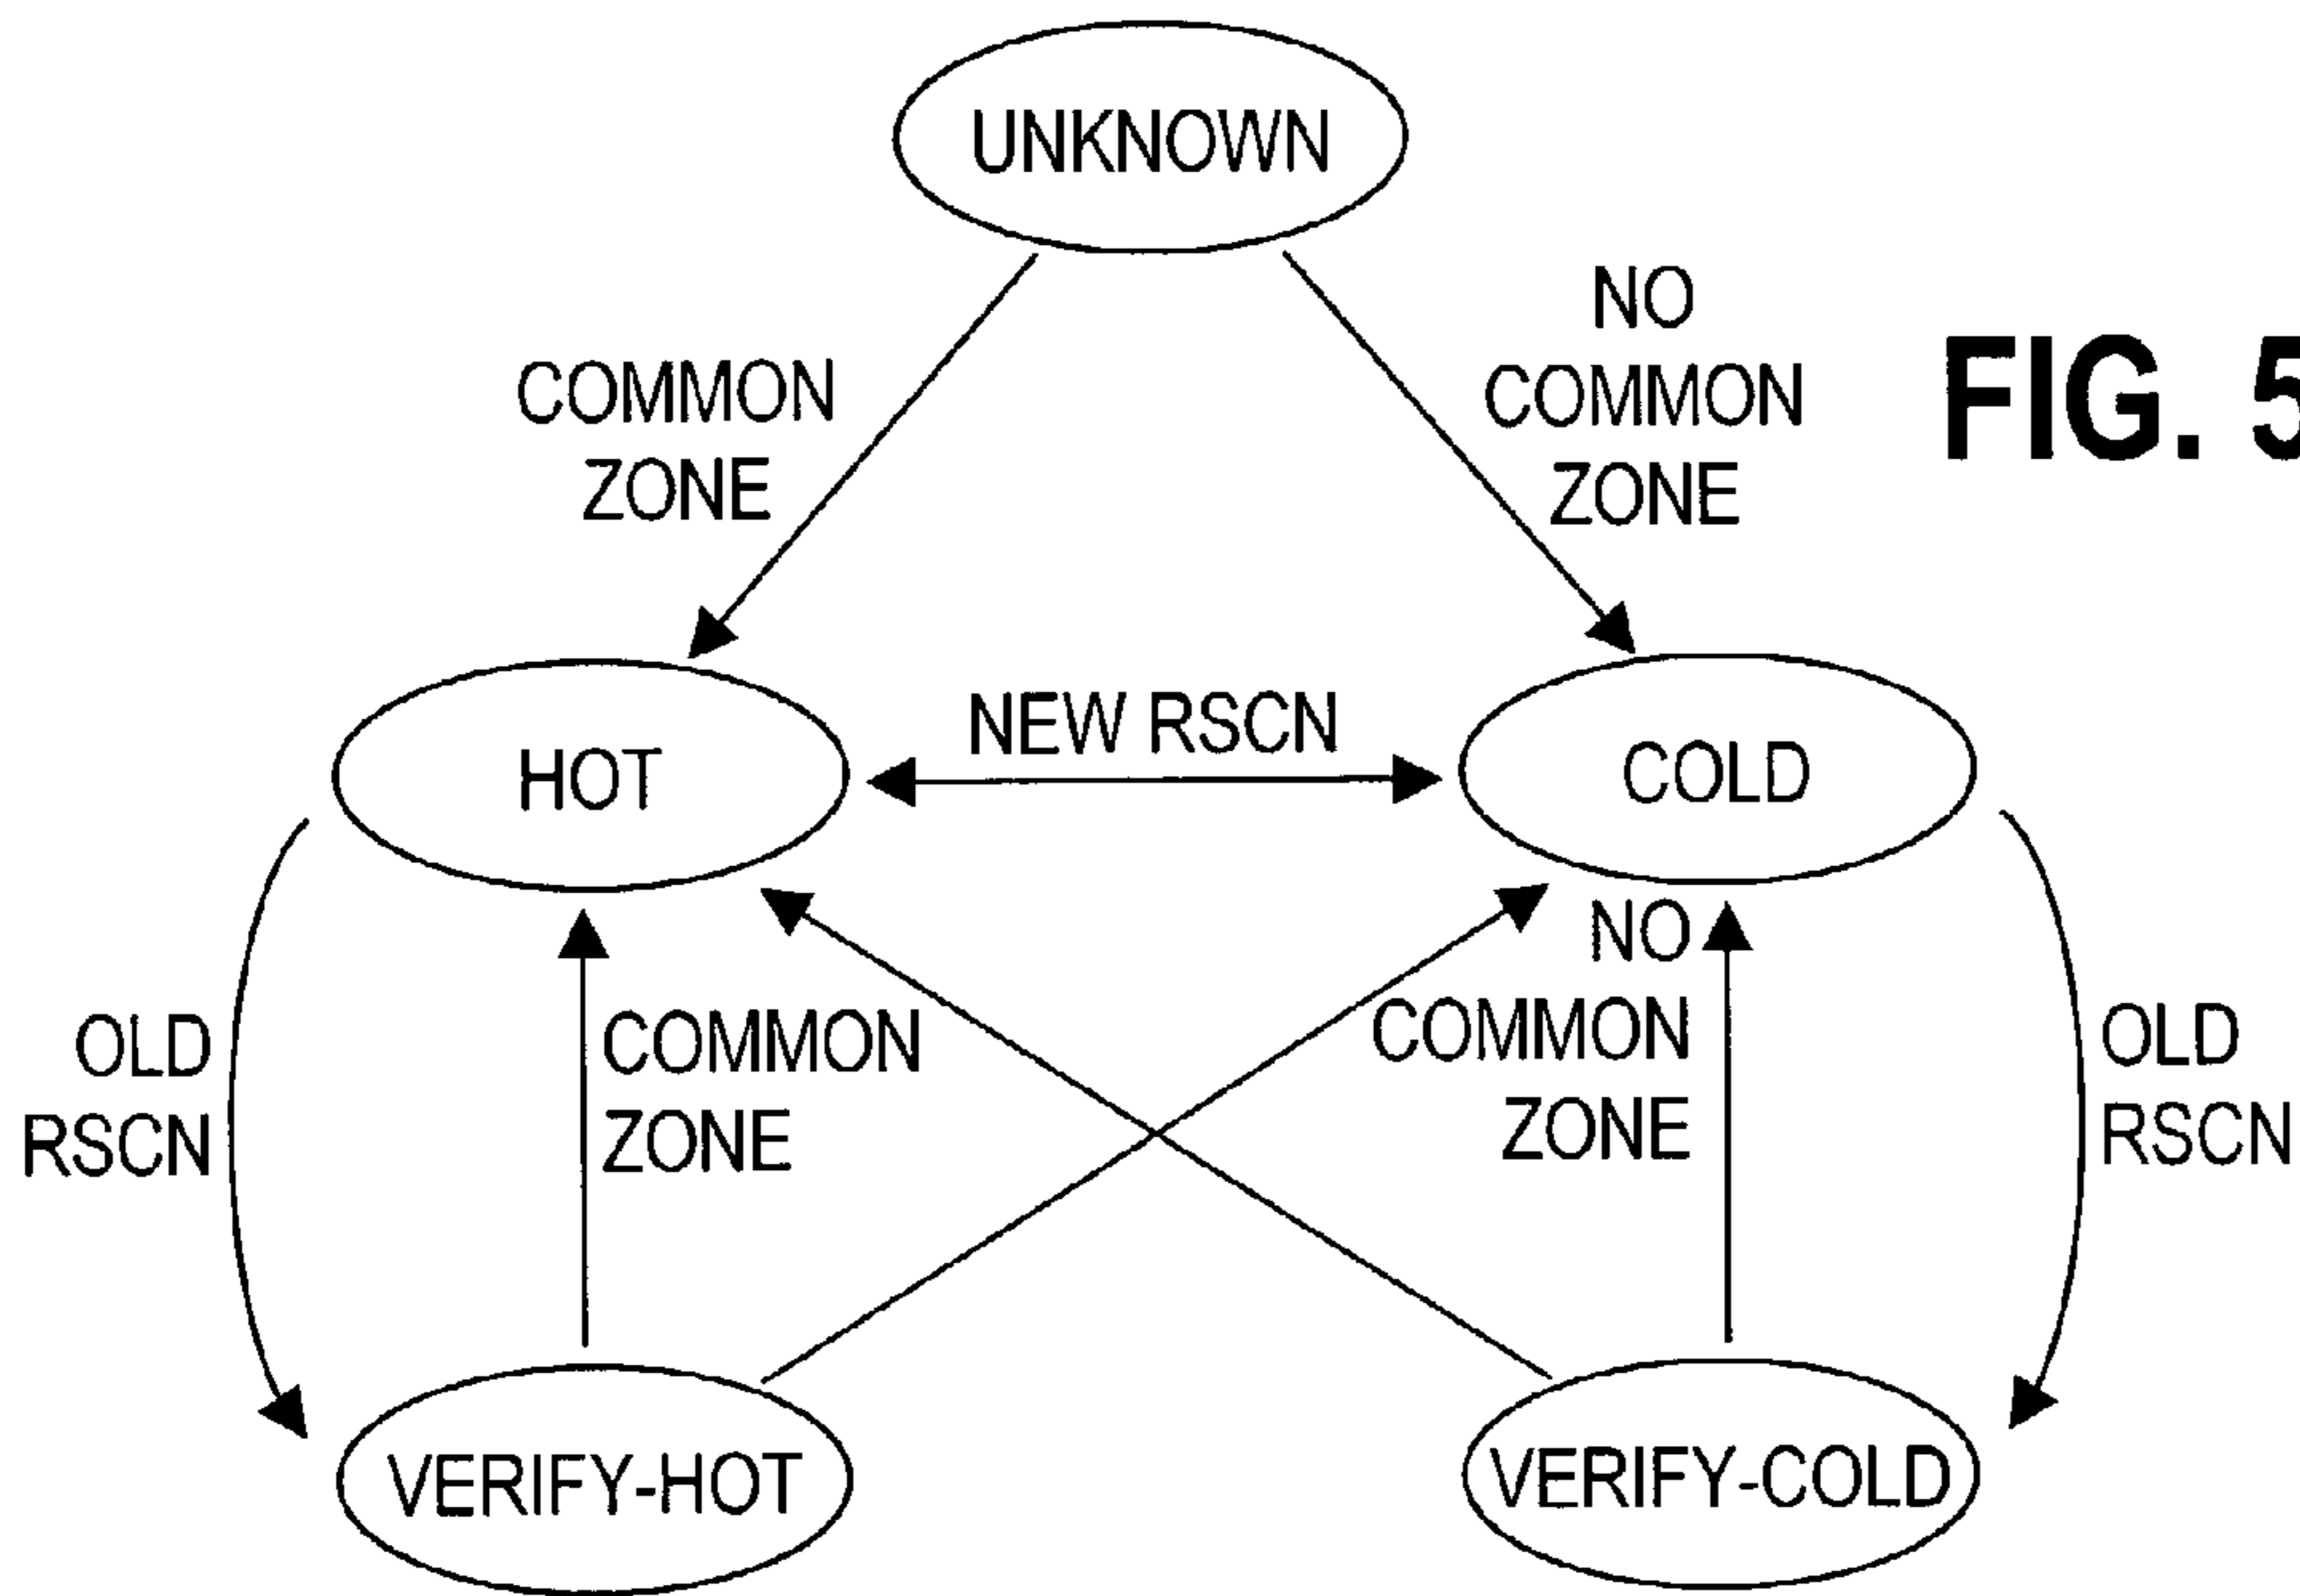 UNKNOWN
NO
COMMON
ZONE
COMMON
ZONE
FIG. 5
HOT
NEW RSCN
COLD
OLD
RSCN
COMMON
ZONE
NO
COMMON
ZONE
OLD
RSCN
VERIFY-HOT
VERIFY-COLD